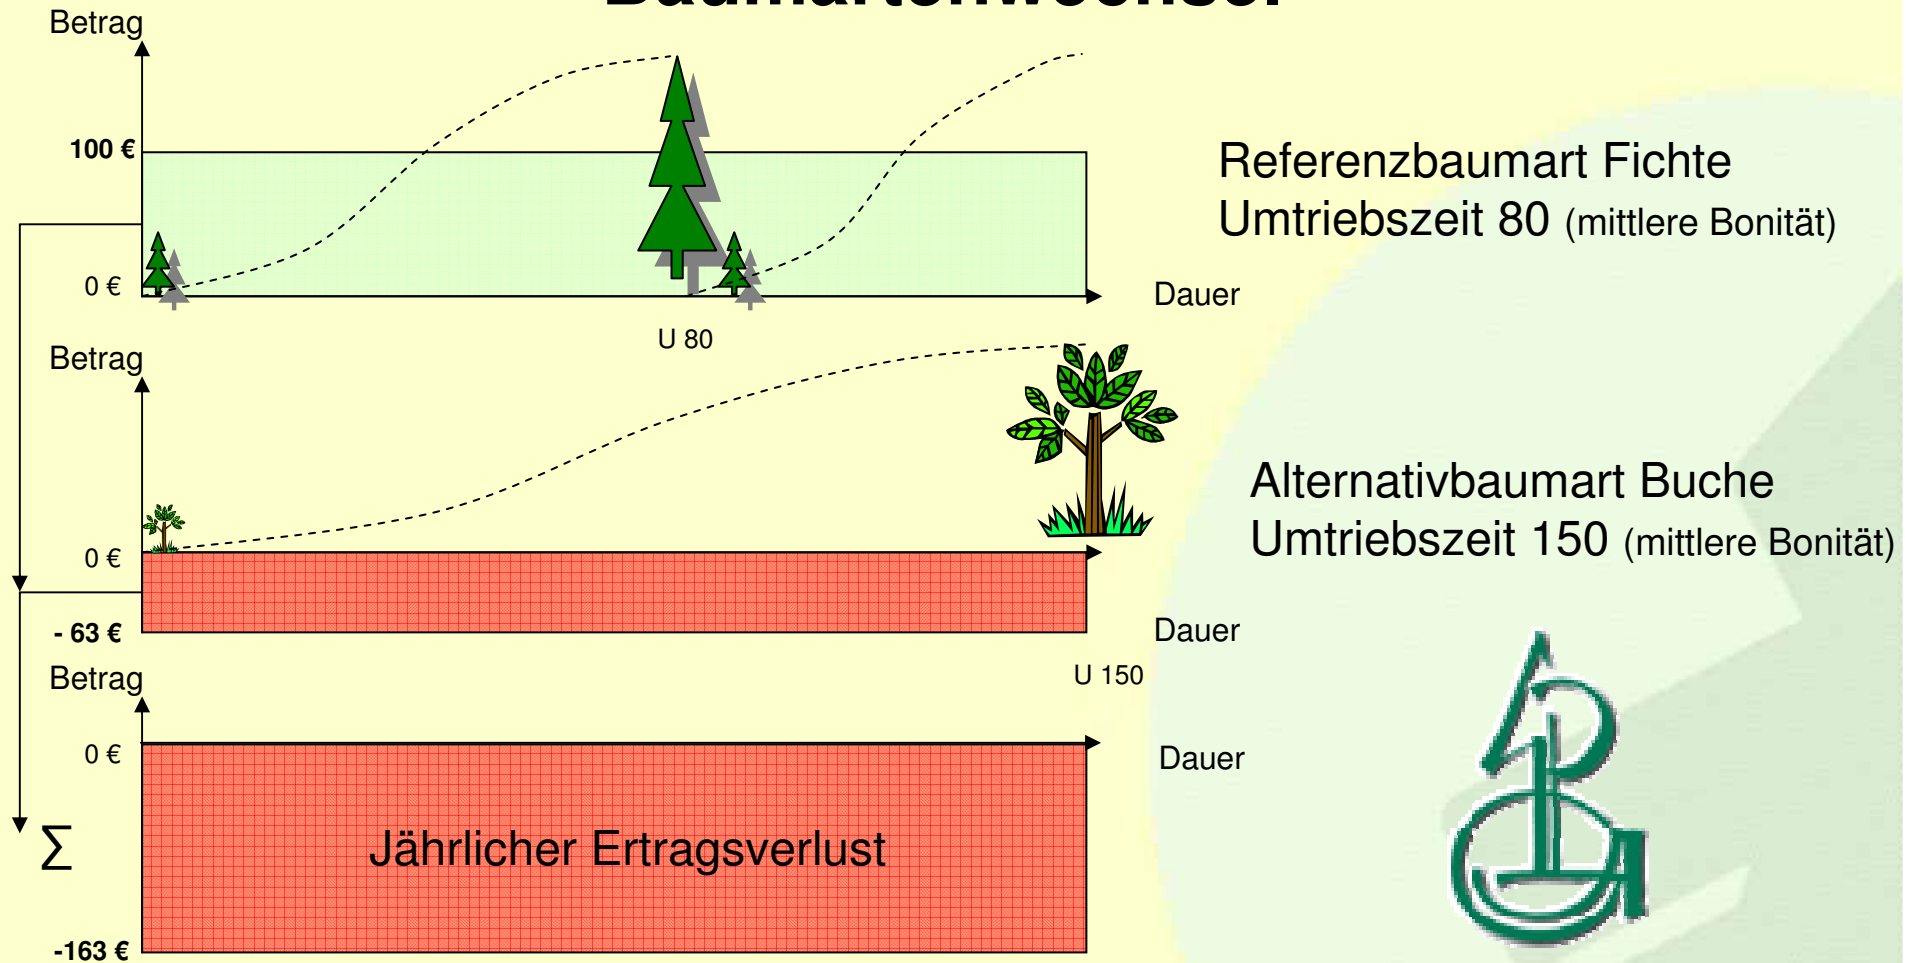 Betrag
100 €
0 €
Dauer
U 80
Referenzbaumart Fichte
Umtriebszeit 80 (mittlere Bonität)
Betrag
0 €
- 63 €
Dauer
U 150
Alternativbaumart Buche
Umtriebszeit 150 (mittlere Bonität)
Betrag
0 €
Dauer
Σ
Jährlicher Ertragsverlust
-163 €